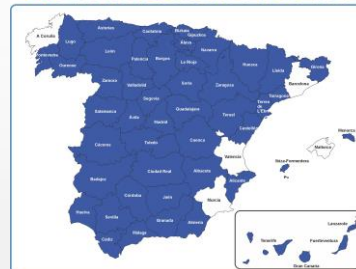 A Coruña
Lugo
Asturias
Cantabria
Bizkaia
Gipuzkoa
Álava
Navarra
León
Palencia
Burgos
La Rioja
Huesca
Lleida
Girona
Barcelona
Pontevedra
Ourense
Zamora
Valladolid
Soria
Zaragoza
Tarragona
Segovia
Salamanca
Ávila
Madrid
Guadalajara
Teruel
Castellón
Menorca
Mallorca
Cáceres
Toledo
Cuenca
Valencia
Ibiza-Formentera
Badajoz
Ciudad Real
Albacete
Alicante
Murcia
Huelva
Sevilla
Córdoba
Jaén
Granada
Almería
Cádiz
Málaga
Lanzarote
Tenerife
Fuerteventura
Gran Canaria